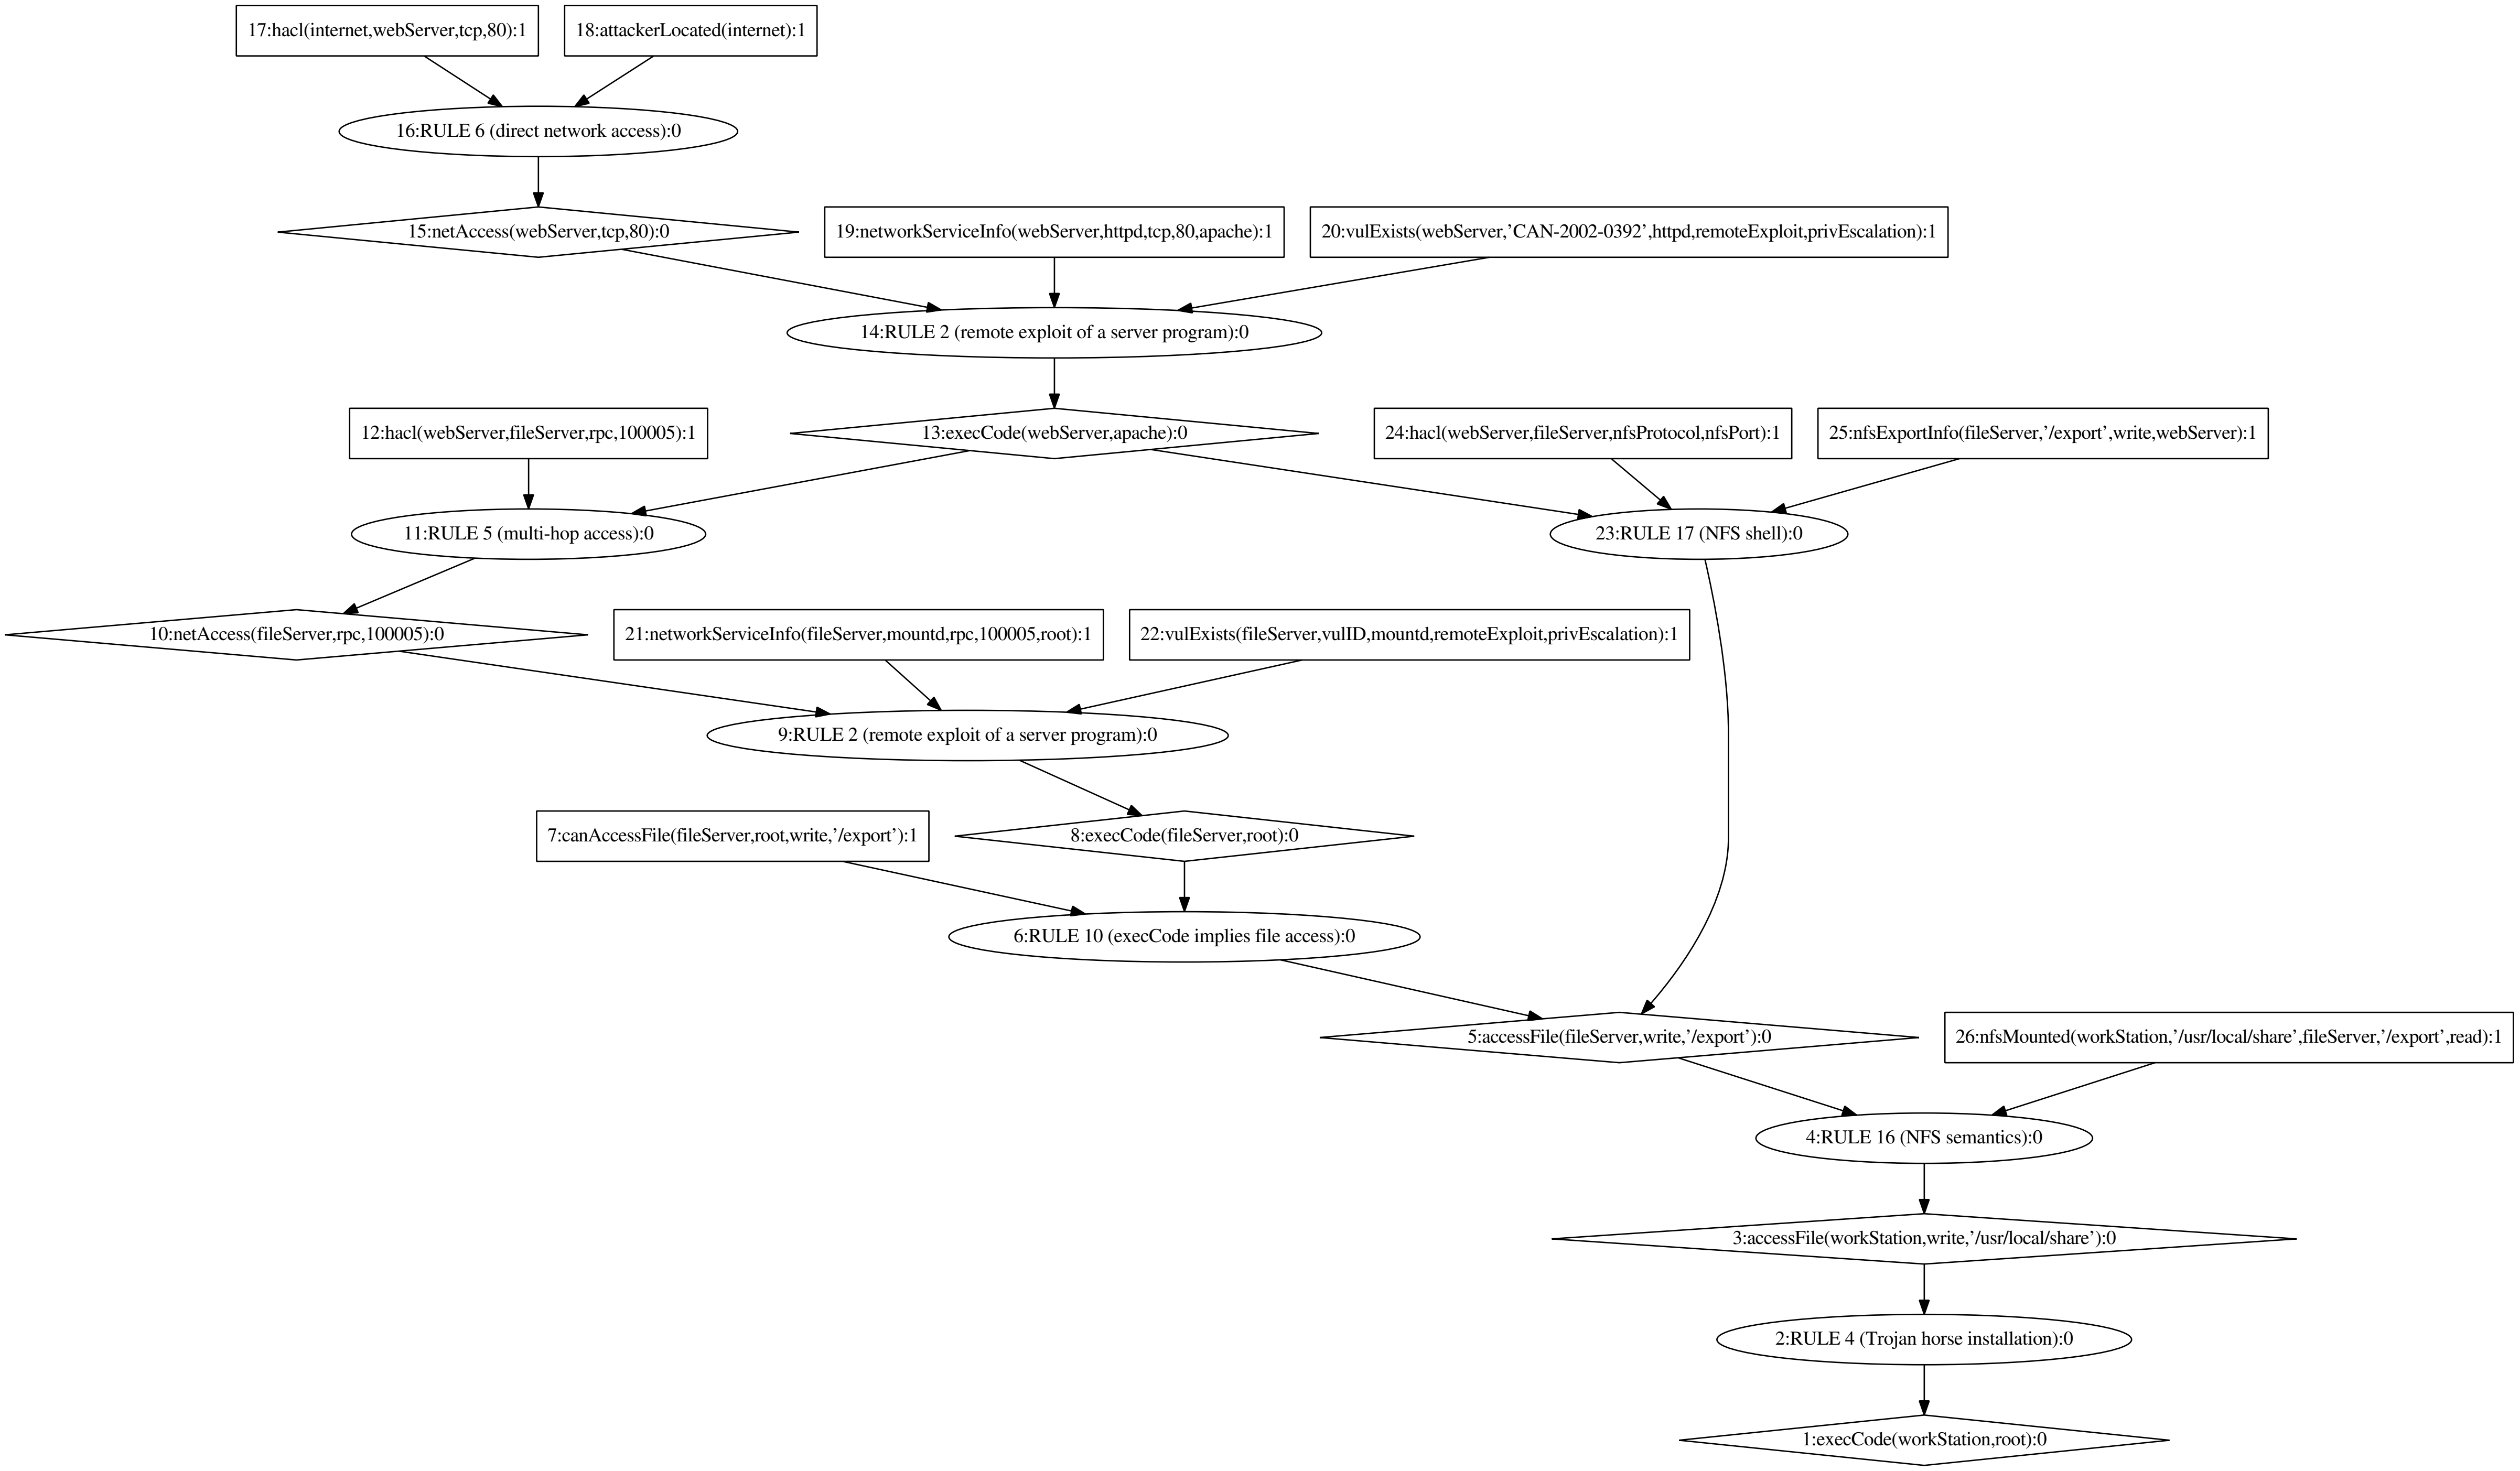 17:hacl(internet,webServer,tcp,80):1
18:attackerLocated(internet):1
16:RULE 6 (direct network access):0
15:netAccess(webServer,tcp,80):0
19:networkServiceInfo(webServer,httpd,tcp,80,apache):1
20:vulExists(webServer,’CAN-2002-0392’,httpd,remoteExploit,privEscalation):1
14:RULE 2 (remote exploit of a server program):0
12:hacl(webServer,fileServer,rpc,100005):1
13:execCode(webServer,apache):0
24:hacl(webServer,fileServer,nfsProtocol,nfsPort):1
25:nfsExportInfo(fileServer,’/export’,write,webServer):1
11:RULE 5 (multi-hop access):0
23:RULE 17 (NFS shell):0
10:netAccess(fileServer,rpc,100005):0
21:networkServiceInfo(fileServer,mountd,rpc,100005,root):1
22:vulExists(fileServer,vulID,mountd,remoteExploit,privEscalation):1
9:RULE 2 (remote exploit of a server program):0
7:canAccessFile(fileServer,root,write,’/export’):1
8:execCode(fileServer,root):0
6:RULE 10 (execCode implies file access):0
5:accessFile(fileServer,write,’/export’):0
26:nfsMounted(workStation,’/usr/local/share’,fileServer,’/export’,read):1
4:RULE 16 (NFS semantics):0
3:accessFile(workStation,write,’/usr/local/share’):0
2:RULE 4 (Trojan horse installation):0
1:execCode(workStation,root):0